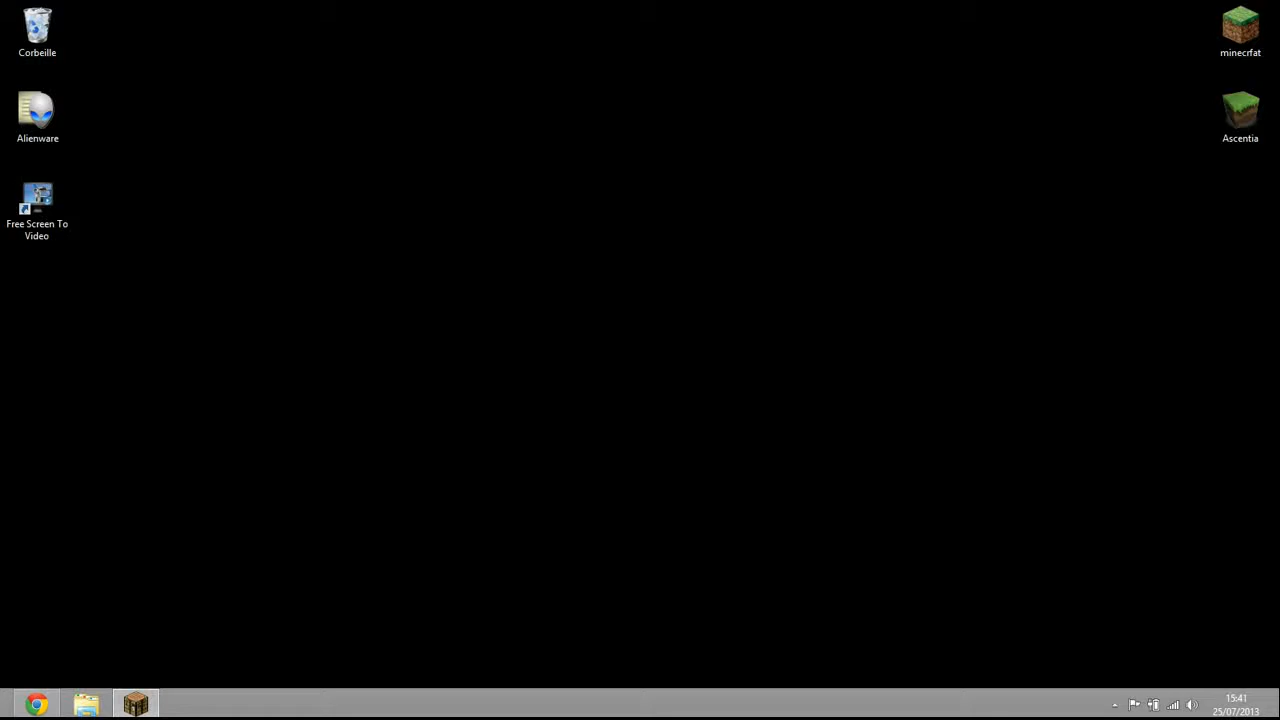 Corbeille
minecrfat
Alienware
Ascentia
Free Screen To
Video
15:41
25/07/2013